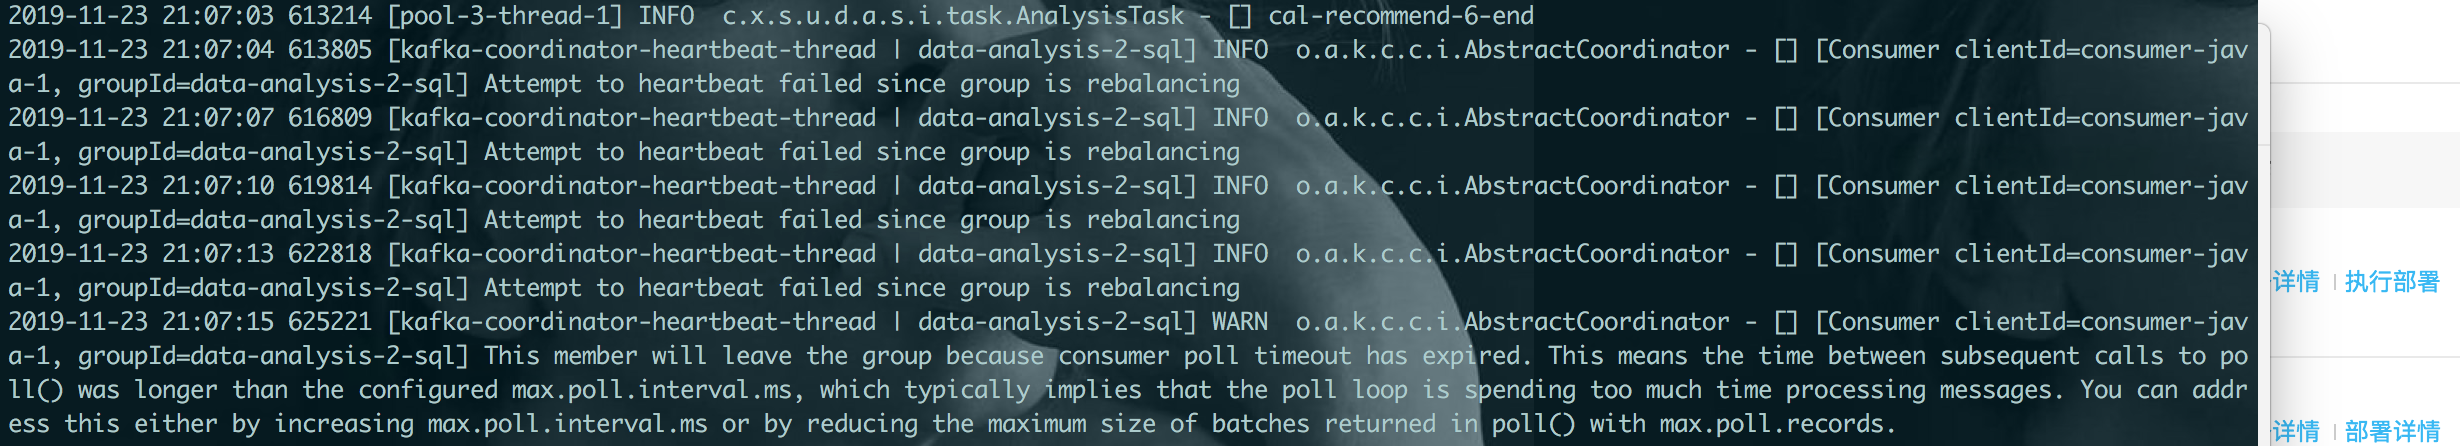 2019-11-23 21:07:03 613214 [pool-3-thread-1] INFO  c.x.s.u.d.a.s.i.task.AnalysisTask - [] cal-recommend-6-end
2019-11-23 21:07:04 613805 [kafka-coordinator-heartbeat-thread | data-analysis-2-sql] INFO  o.a.k.c.c.i.AbstractCoordinator - [] [Consumer clientId=consumer-jav
a-1, groupId=data-analysis-2-sql] Attempt to heartbeat failed since group is rebalancing
2019-11-23 21:07:07 616809 [kafka-coordinator-heartbeat-thread | data-analysis-2-sql] INFO  o.a.k.c.c.i.AbstractCoordinator - [] [Consumer clientId=consumer-jav
a-1, groupId=data-analysis-2-sql] Attempt to heartbeat failed since group is rebalancing
2019-11-23 21:07:10 619814 [kafka-coordinator-heartbeat-thread | data-analysis-2-sql] INFO  o.a.k.c.c.i.AbstractCoordinator - [] [Consumer clientId=consumer-jav
a-1, groupId=data-analysis-2-sql] Attempt to heartbeat failed since group is rebalancing
2019-11-23 21:07:13 622818 [kafka-coordinator-heartbeat-thread | data-analysis-2-sql] INFO  o.a.k.c.c.i.AbstractCoordinator - [] [Consumer clientId=consumer-jav
a-1, groupId=data-analysis-2-sql] Attempt to heartbeat failed since group is rebalancing
2019-11-23 21:07:15 625221 [kafka-coordinator-heartbeat-thread | data-analysis-2-sql] WARN  o.a.k.c.c.i.AbstractCoordinator - [] [Consumer clientId=consumer-jav
a-1, groupId=data-analysis-2-sql] This member will leave the group because consumer poll timeout has expired. This means the time between subsequent calls to po
ll() was longer than the configured max.poll.interval.ms, which typically implies that the poll loop is spending too much time processing messages. You can addr
ess this either by increasing max.poll.interval.ms or by reducing the maximum size of batches returned in poll() with max.poll.records.
详情 | 执行部署
详情 | 部署详情